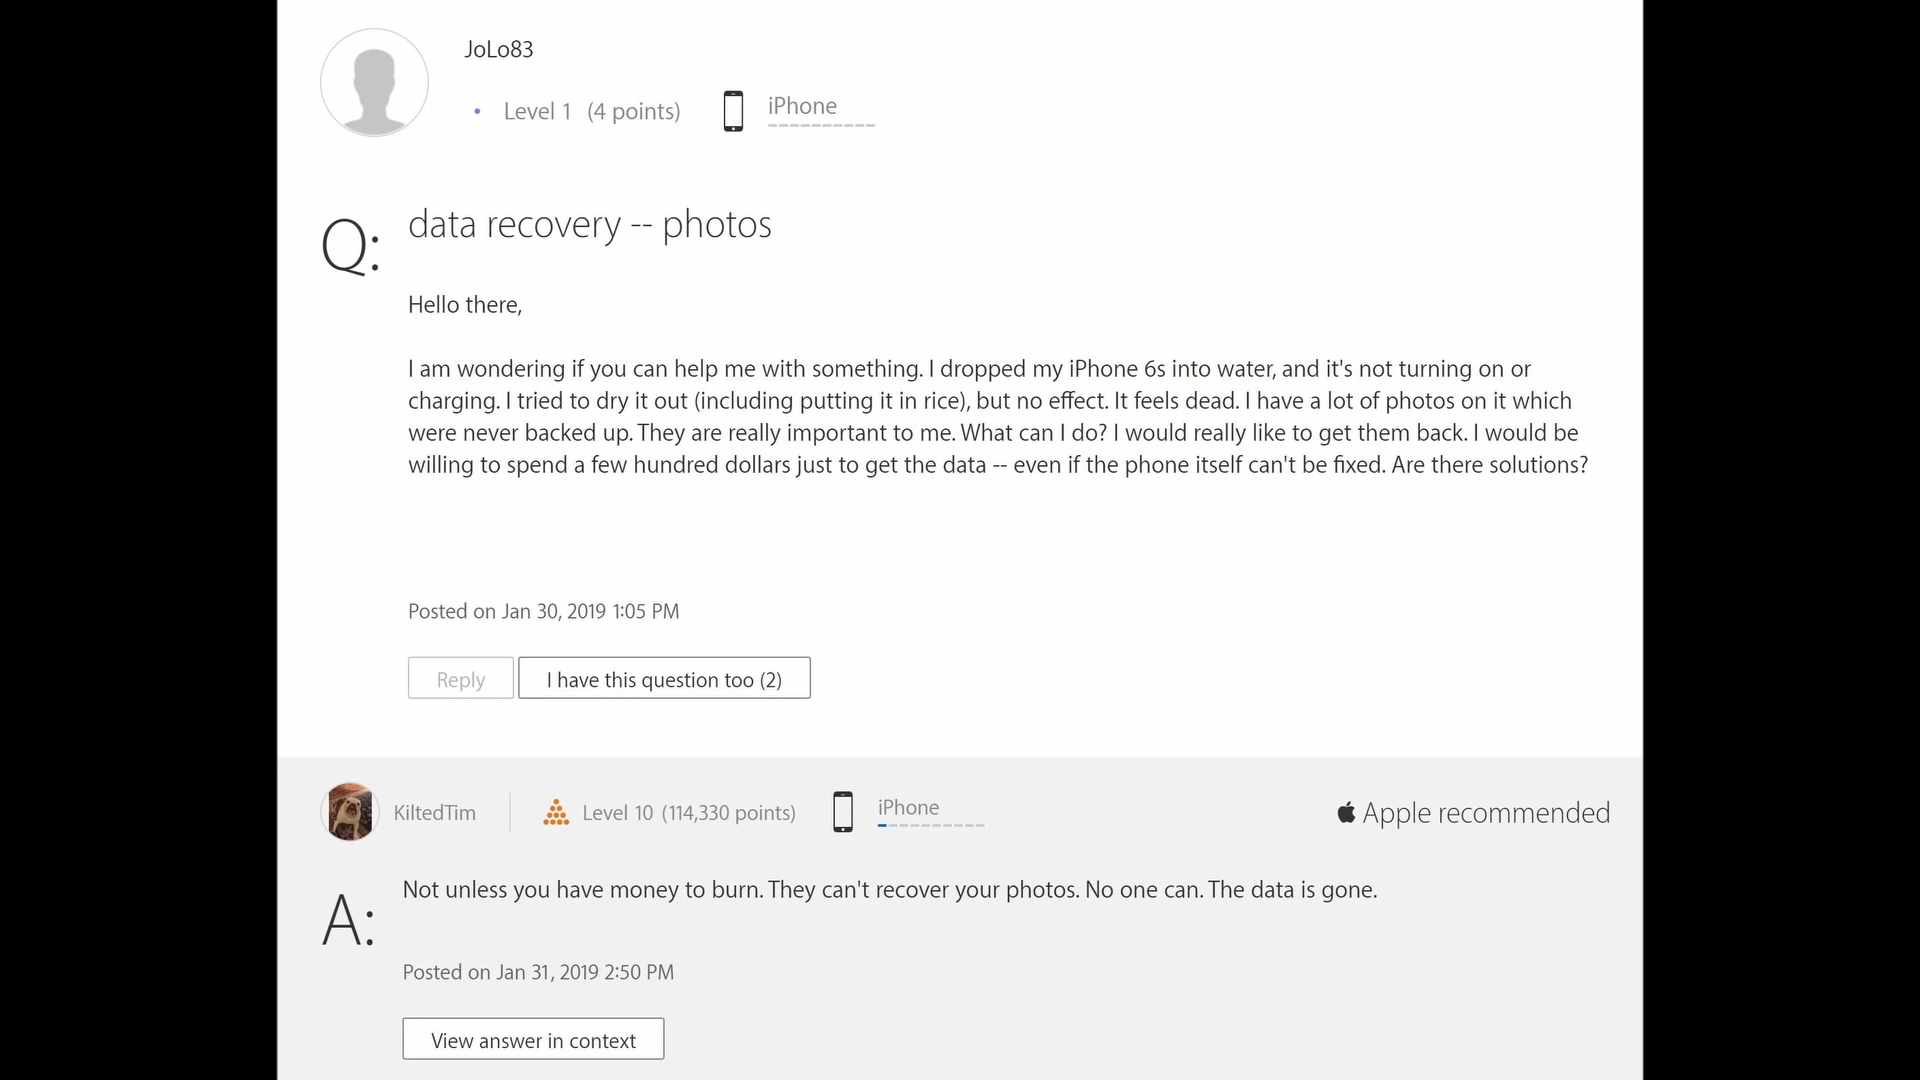 JoLo83
• Level 1 (4 points) iPhone
Q: data recovery -- photos
Hello there,
I am wondering if you can help me with something. I dropped my iPhone 6s into water, and it's not turning on or
charging. I tried to dry it out (including putting it in rice), but no effect. It feels dead. I have a lot of photos on it which
were never backed up. They are really important to me. What can I do? I would really like to get them back. I would be
willing to spend a few hundred dollars just to get the data -- even if the phone itself can't be fixed. Are there solutions?
Posted on Jan 30, 2019 1:05 PM
Reply I have this question too (2)
KiltedTim Level 10 (114,330 points) iPhone Apple recommended
A: Not unless you have money to burn. They can't recover your photos. No one can. The data is gone.
Posted on Jan 31, 2019 2:50 PM
View answer in context